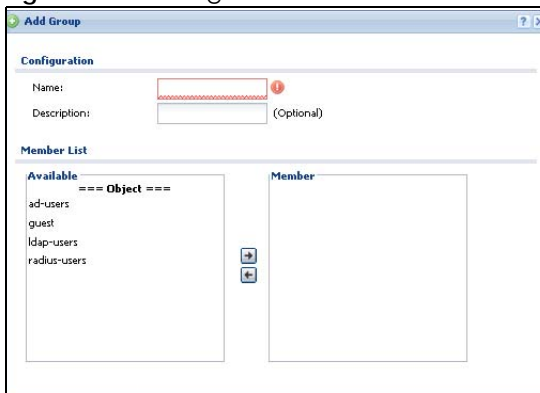 Add Group
Configuration
Name:
Description: (Optional)
Member List
Available Member
=== Object ===
ad-users
guest
ldap-users
radius-users